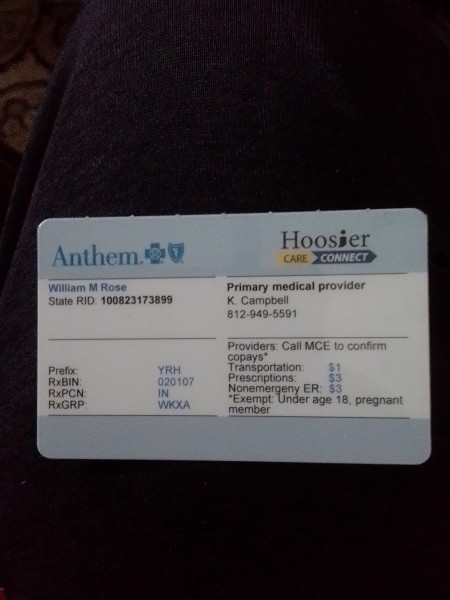 Anthem.
Hoosier
CARE CONNECT
William M Rose
State RID: 100823173899
Primary medical provider
K. Campbell
812-949-5591
Prefix: YRH
RxBIN: 020107
RxPCN: IN
RxGRP: WKXA
Providers: Call MCE to confirm
copays*
Transportation: $1
Prescriptions: $3
Nonemergeny ER: $3
*Exempt: Under age 18, pregnant
member